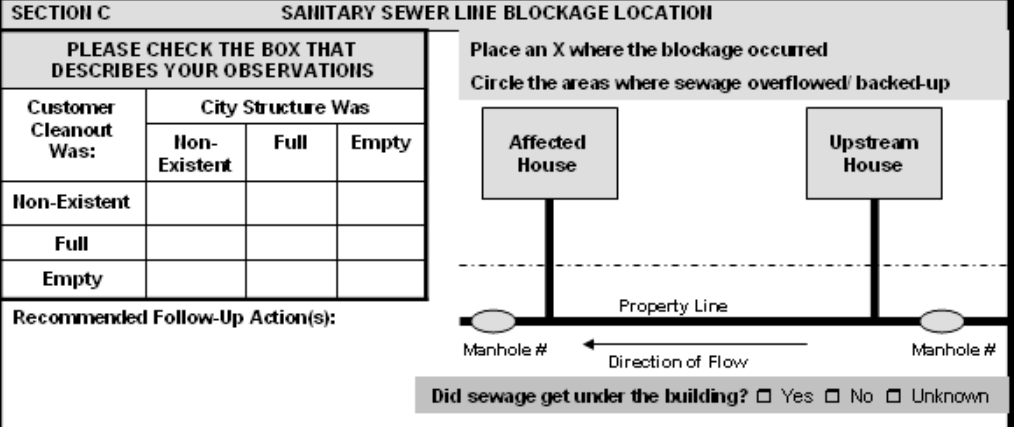 SECTION C SANITARY SEWER LINE BLOCKAGE LOCATION
PLEASE CHECK THE BOX THAT
DESCRIBES YOUR OBSERVATIONS
Customer
Cleanout
Was:
City Structure Was
Non-
Existent
Full
Empty
Non-Existent
Full
Empty
Recommended Follow-Up Action(s):
Place an X where the blockage occurred
Circle the areas where sewage overflowed/ backed-up
Affected
House
Upstream
House
Property Line
Manhole #
Direction of Flow
Manhole #
Did sewage get under the building? ☐ Yes ☐ No ☐ Unknown